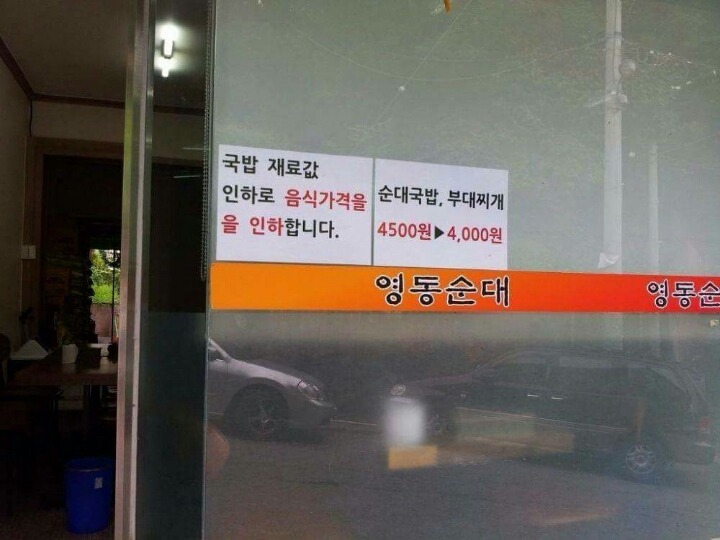 국밥 재료값
인하로 음식가격을
을 인하합니다.
순대국밥, 부대찌개
4500원▶4,000원
영동순대
영동순